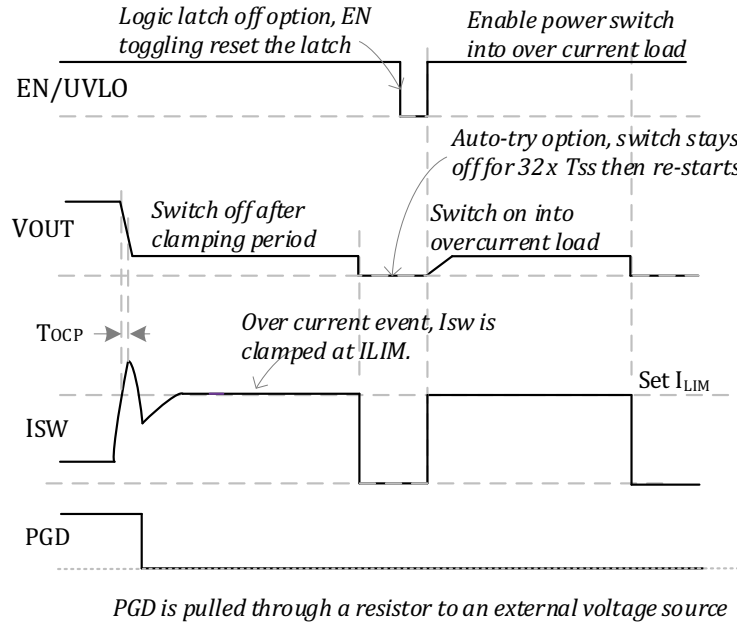 Logic latch off option, EN
toggling reset the latch
Enable power switch
into over current load
EN/UVLO
Auto-try option, switch stays
off for 32x Tss then re-starts
VOUT
Switch off after
clamping period
Switch on into
overcurrent load
TOCP
Over current event, Isw is
clamped at ILIM.
Set ILIM
ISW
PGD
PGD is pulled through a resistor to an external voltage source